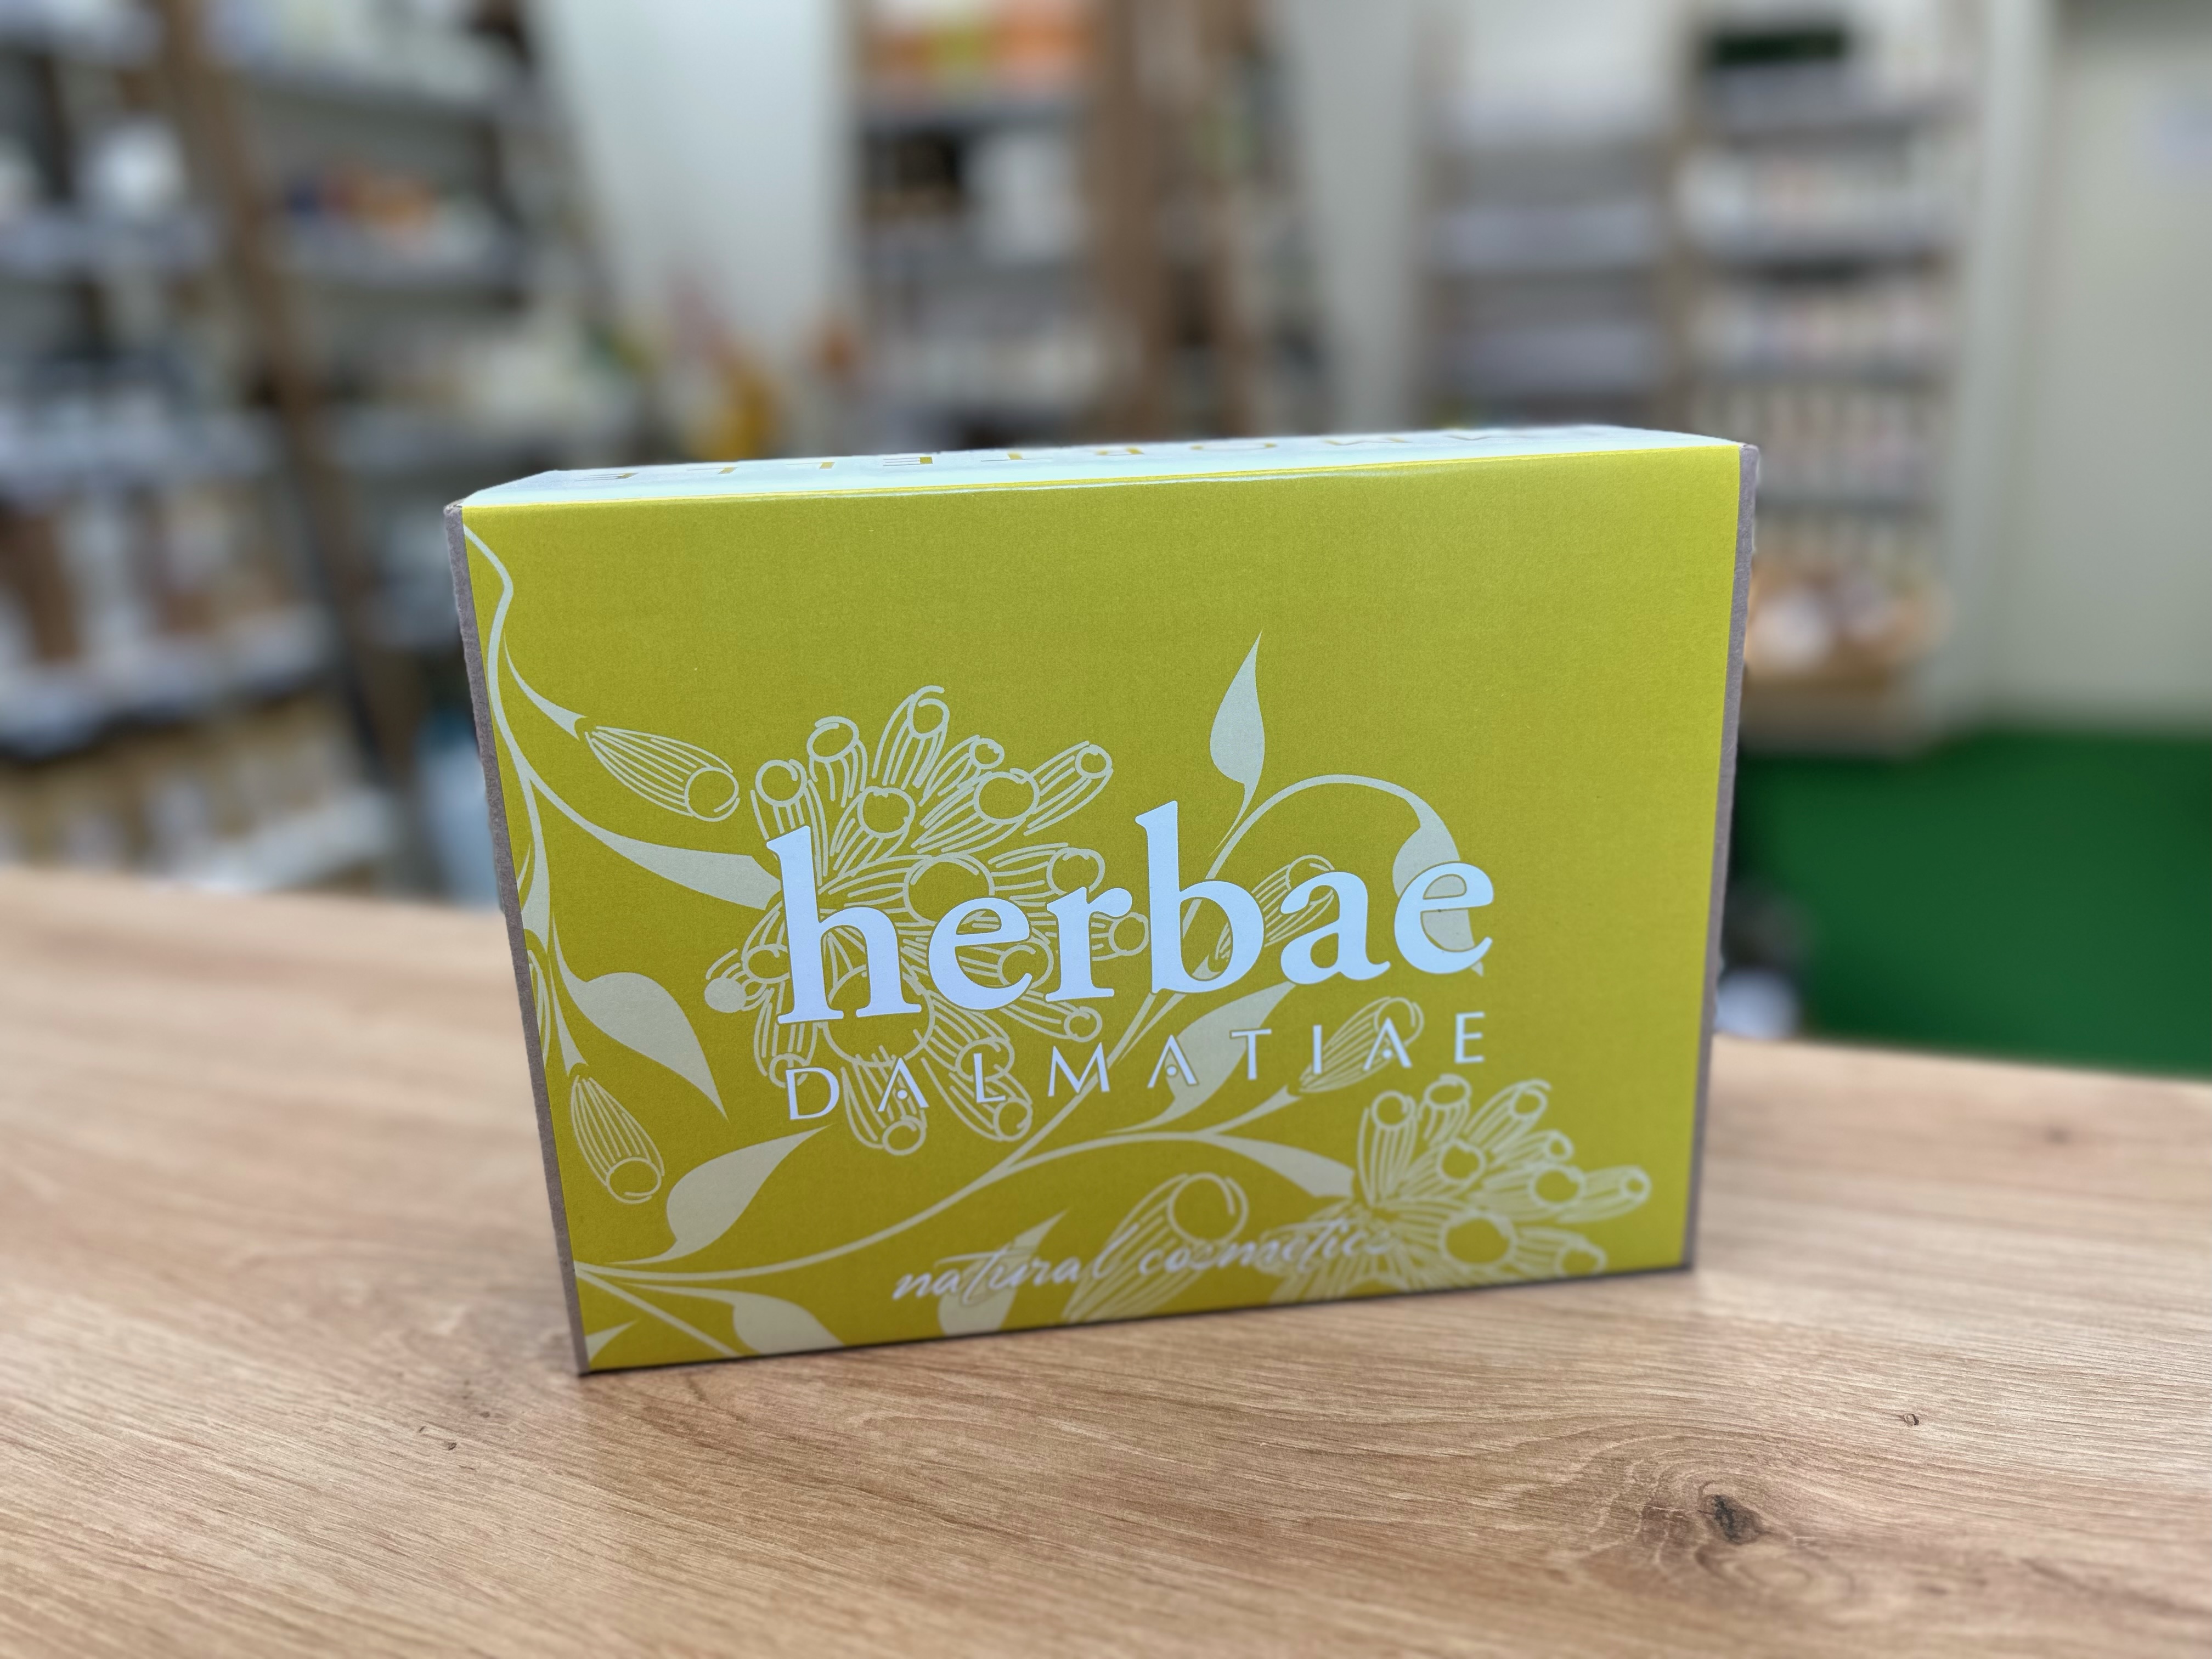 herbae
DALMATIAE
natural cosmetics